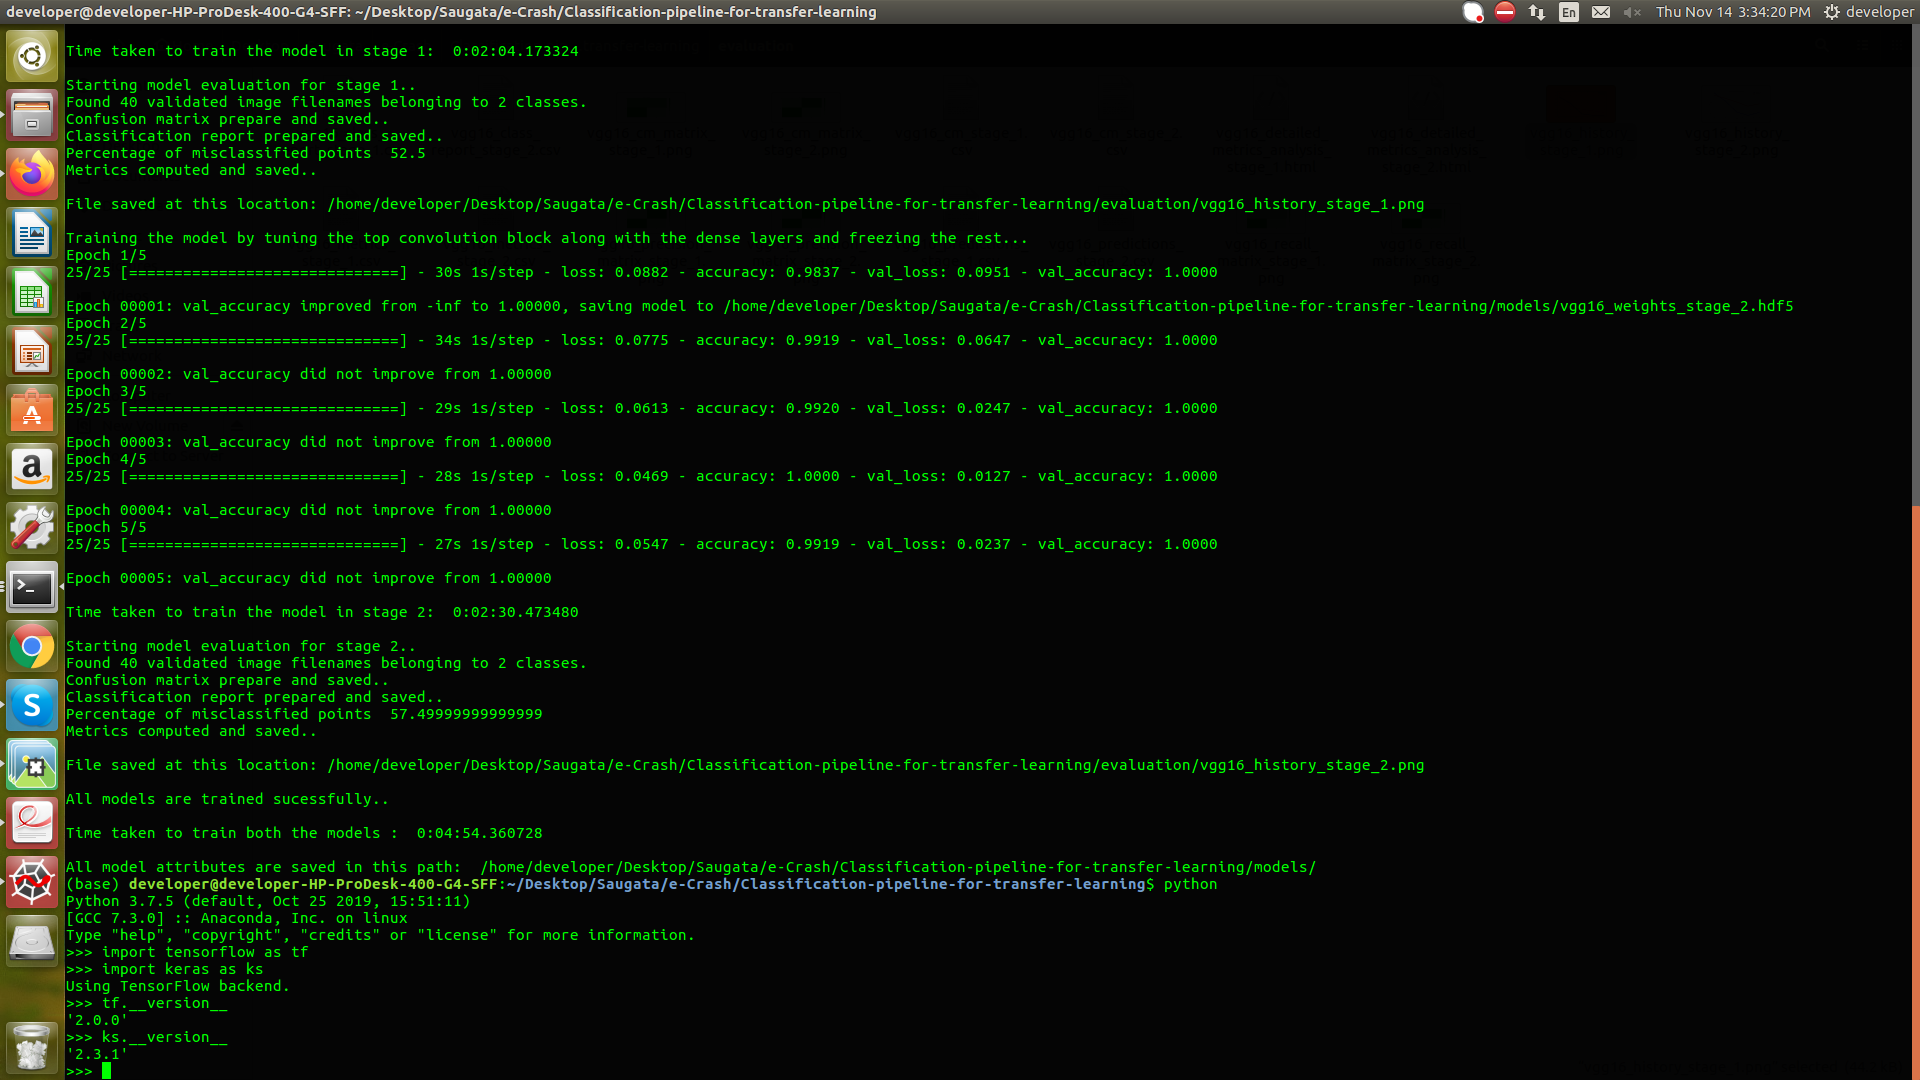 developer@developer-HP-ProDesk-400-G4-SFF: ~/Desktop/Saugata/e-Crash/Classification-pipeline-for-transfer-learning
En
Thu Nov 14 3:34:20 PM
developer
Time taken to train the model in stage 1:  0:02:04.173324
Starting model evaluation for stage 1..
Found 40 validated image filenames belonging to 2 classes.
Confusion matrix prepare and saved..
Classification report prepared and saved..
Percentage of misclassified points  52.5
Metrics computed and saved..
File saved at this location: /home/developer/Desktop/Saugata/e-Crash/Classification-pipeline-for-transfer-learning/evaluation/vgg16_history_stage_1.png
Training the model by tuning the top convolution block along with the dense layers and freezing the rest...
Epoch 1/5
25/25 [==============================] - 30s 1s/step - loss: 0.0882 - accuracy: 0.9837 - val_loss: 0.0951 - val_accuracy: 1.0000
Epoch 00001: val_accuracy improved from -inf to 1.00000, saving model to /home/developer/Desktop/Saugata/e-Crash/Classification-pipeline-for-transfer-learning/models/vgg16_weights_stage_2.hdf5
Epoch 2/5
25/25 [==============================] - 34s 1s/step - loss: 0.0775 - accuracy: 0.9919 - val_loss: 0.0647 - val_accuracy: 1.0000
Epoch 00002: val_accuracy did not improve from 1.00000
Epoch 3/5
25/25 [==============================] - 29s 1s/step - loss: 0.0613 - accuracy: 0.9920 - val_loss: 0.0247 - val_accuracy: 1.0000
Epoch 00003: val_accuracy did not improve from 1.00000
Epoch 4/5
25/25 [==============================] - 28s 1s/step - loss: 0.0469 - accuracy: 1.0000 - val_loss: 0.0127 - val_accuracy: 1.0000
Epoch 00004: val_accuracy did not improve from 1.00000
Epoch 5/5
25/25 [==============================] - 27s 1s/step - loss: 0.0547 - accuracy: 0.9919 - val_loss: 0.0237 - val_accuracy: 1.0000
Epoch 00005: val_accuracy did not improve from 1.00000
Time taken to train the model in stage 2:  0:02:30.473480
Starting model evaluation for stage 2..
Found 40 validated image filenames belonging to 2 classes.
Confusion matrix prepare and saved..
Classification report prepared and saved..
Percentage of misclassified points  57.49999999999999
Metrics computed and saved..
File saved at this location: /home/developer/Desktop/Saugata/e-Crash/Classification-pipeline-for-transfer-learning/evaluation/vgg16_history_stage_2.png
All models are trained sucessfully..
Time taken to train both the models :  0:04:54.360728
All model attributes are saved in this path:  /home/developer/Desktop/Saugata/e-Crash/Classification-pipeline-for-transfer-learning/models/
(base) developer@developer-HP-ProDesk-400-G4-SFF:~/Desktop/Saugata/e-Crash/Classification-pipeline-for-transfer-learning$ python
Python 3.7.5 (default, Oct 25 2019, 15:51:11)
[GCC 7.3.0] :: Anaconda, Inc. on linux
Type "help", "copyright", "credits" or "license" for more information.
>>> import tensorflow as tf
>>> import keras as ks
Using TensorFlow backend.
>>> tf.__version__
'2.0.0'
>>> ks.__version__
'2.3.1'
>>>